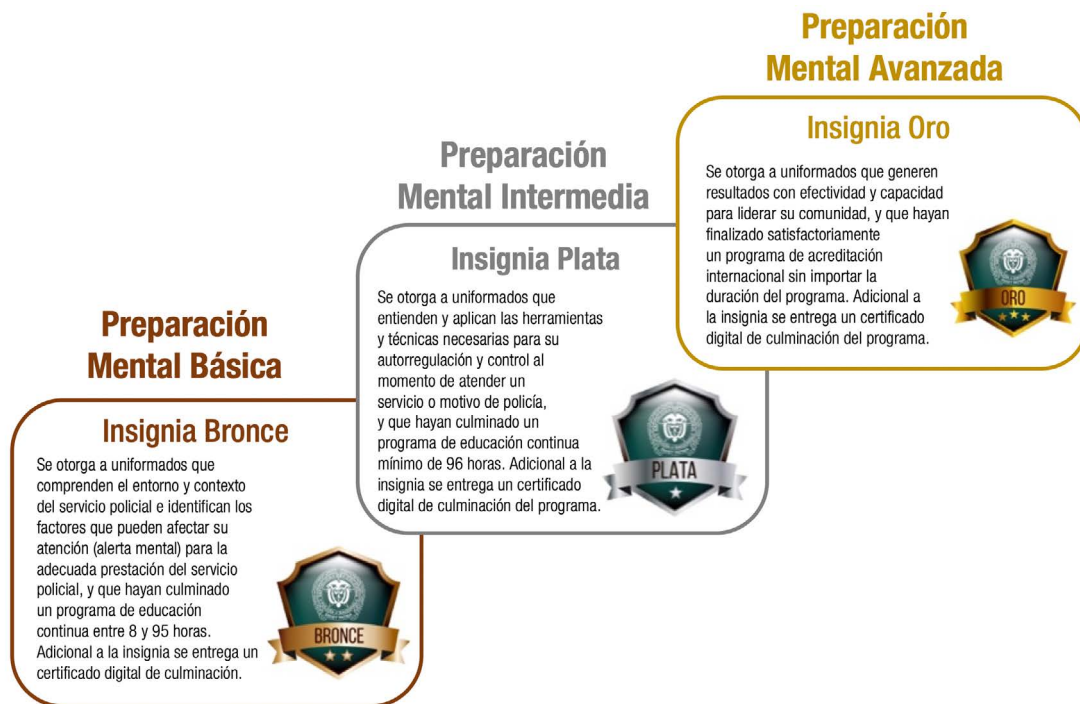 Preparación
Mental Básica
Insignia Bronce
Se otorga a uniformados que
comprenden el entorno y contexto
del servicio policial e identifican los
factores que pueden afectar su
atención (alerta mental) para la
adecuada prestación del servicio
policial, y que hayan culminado
un programa de educación
continua entre 8 y 95 horas.
Adicional a la insignia se entrega un
certificado digital de culminación.
BRONCE
Preparación
Mental Intermedia
Insignia Plata
Se otorga a uniformados que
entienden y aplican las herramientas
y técnicas necesarias para su
autorregulación y control al
momento de atender un
servicio o motivo de policía,
y que hayan culminado un
programa de educación continua
mínimo de 96 horas. Adicional a la
insignia se entrega un certificado
digital de culminación del programa.
PLATA
Preparación
Mental Avanzada
Insignia Oro
Se otorga a uniformados que generen
resultados con efectividad y capacidad
para liderar su comunidad, y que hayan
finalizado satisfactoriamente
un programa de acreditación
internacional sin importar la
duración del programa. Adicional a
la insignia se entrega un certificado
digital de culminación del programa.
ORO